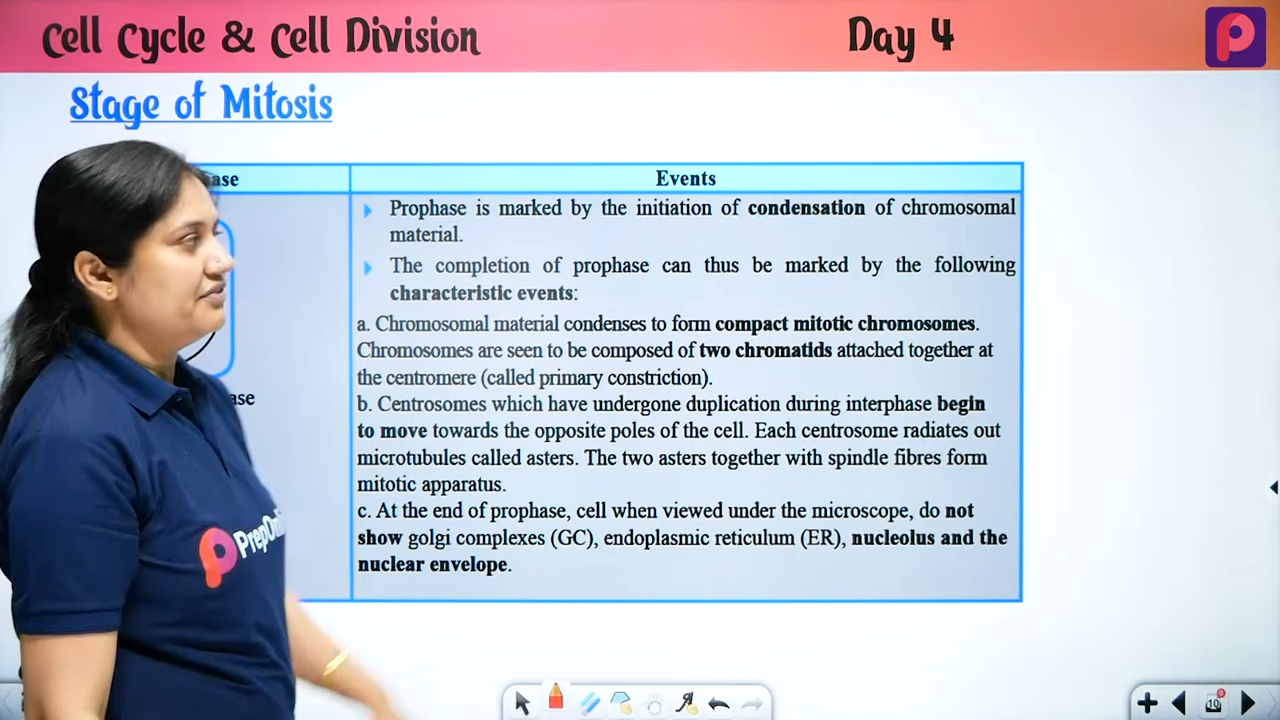 Cell Cycle & Cell Division
Day 4
Stage of Mitosis
Events
Prophase is marked by the initiation of condensation of chromosomal
material.
The completion of prophase can thus be marked by the following
characteristic events:
a. Chromosomal material condenses to form compact mitotic chromosomes.
Chromosomes are seen to be composed of two chromatids attached together at
the centromere (called primary constriction).
b. Centrosomes which have undergone duplication during interphase begin
to move towards the opposite poles of the cell. Each centrosome radiates out
microtubules called asters. The two asters together with spindle fibres form
mitotic apparatus.
c. At the end of prophase, cell when viewed under the microscope, do not
show golgi complexes (GC), endoplasmic reticulum (ER), nucleolus and the
nuclear envelope.
10